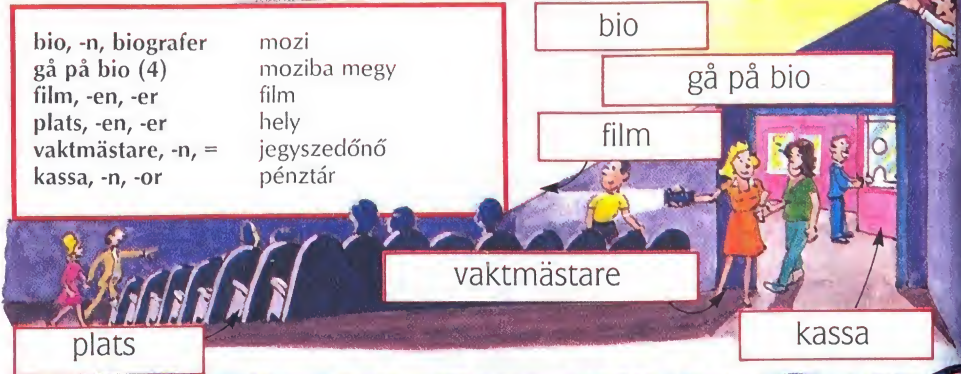 bio, -n, biografer mozi
gå på bio (4) moziba megy
film, -en, -er film
plats, -en, -er hely
vaktmästare, -n, = jegyszedőnő
kassa, -n, -or pénztár
bio
gå på bio
film
vaktmästare
plats
kassa